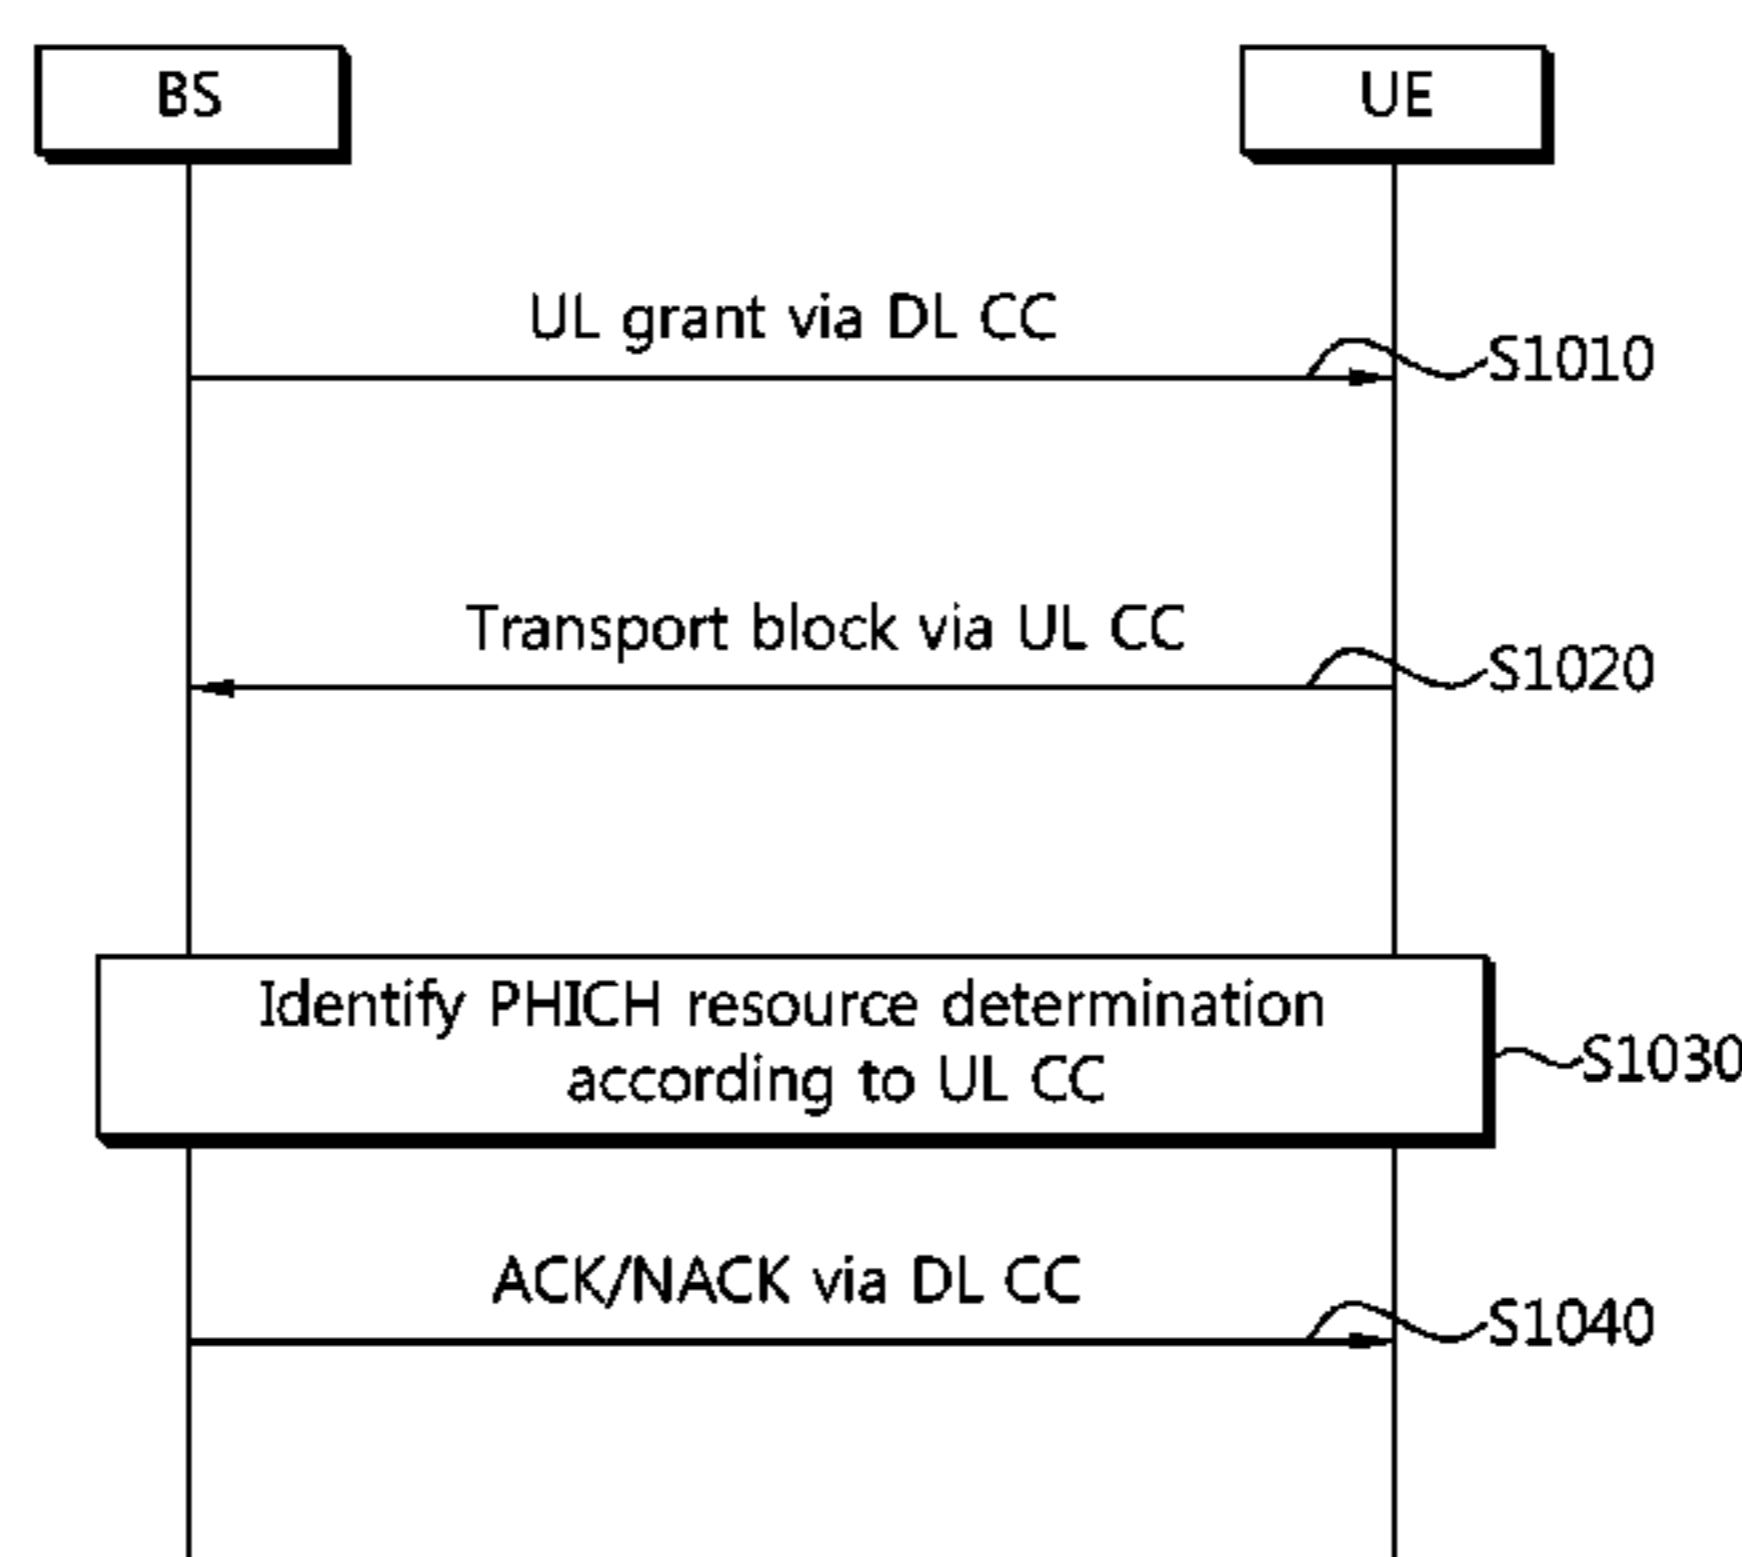 BS
UE
UL grant via DL CC
S1010
Transport block via UL CC
S1020
Identify PHICH resource determination
according to UL CC
S1030
ACK/NACK via DL CC
S1040